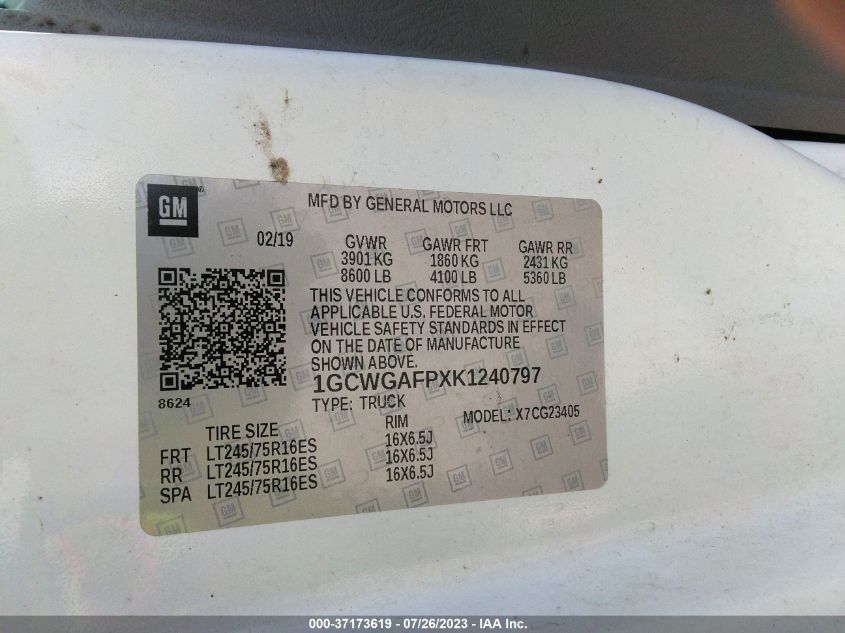 GM
MFD BY GENERAL MOTORS LLC
02/19
GVWR GAWR FRT GAWR RR
3901 KG 1860 KG 2431 KG
8600 LB 4100 LB 5360 LB
THIS VEHICLE CONFORMS TO ALL
APPLICABLE U.S. FEDERAL MOTOR
VEHICLE SAFETY STANDARDS IN EFFECT
ON THE DATE OF MANUFACTURE
SHOWN ABOVE.
1GCWGAFPXK1240797
8624
TYPE: TRUCK MODEL: X7CG23405
TIRE SIZE RIM
FRT LT245/75R16ES 16X6.5J
RR LT245/75R16ES 16X6.5J
SPA LT245/75R16ES 16X6.5J
000-37173619 - 07/26/2023 - IAA Inc.